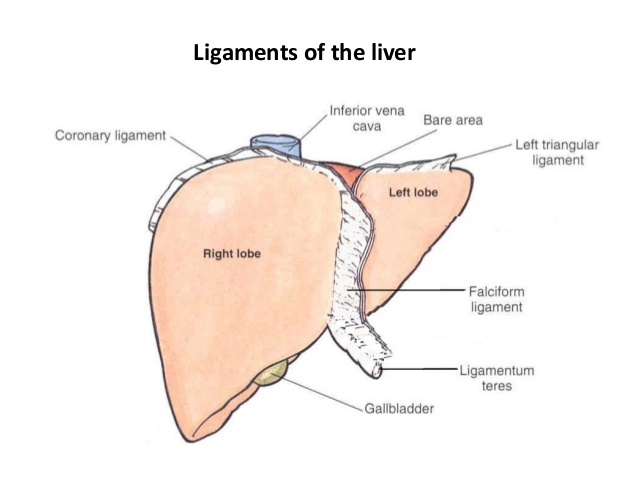 Ligaments of the liver
Inferior vena
cava
Bare area
Coronary ligament
Left triangular
ligament
Left lobe
Right lobe
Falciform
ligament
Ligamentum
teres
Gallbladder